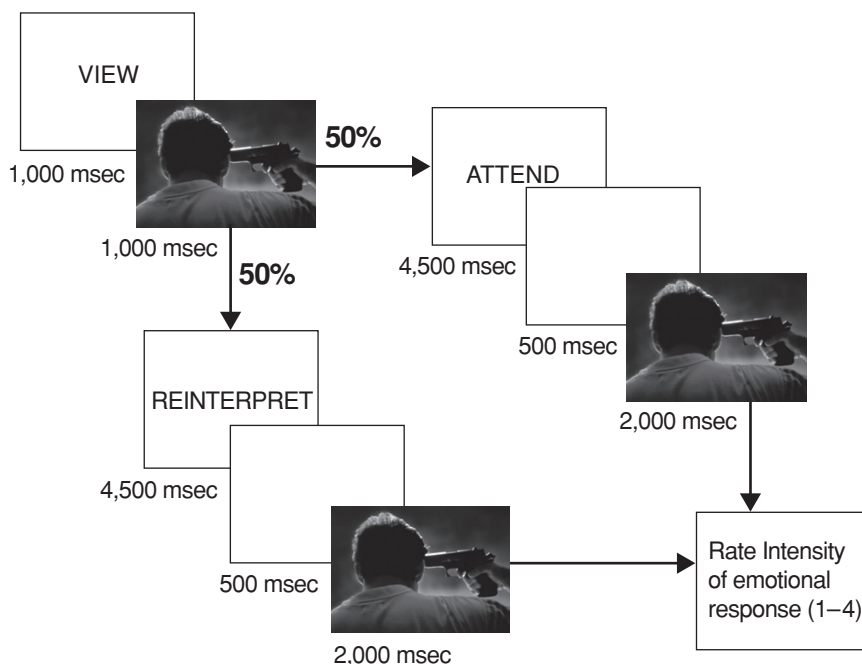 VIEW
1,000 msec
1,000 msec
50%
ATTEND
4,500 msec
500 msec
2,000 msec
50%
REINTERPRET
4,500 msec
500 msec
2,000 msec
Rate Intensity
of emotional
response (1–4)